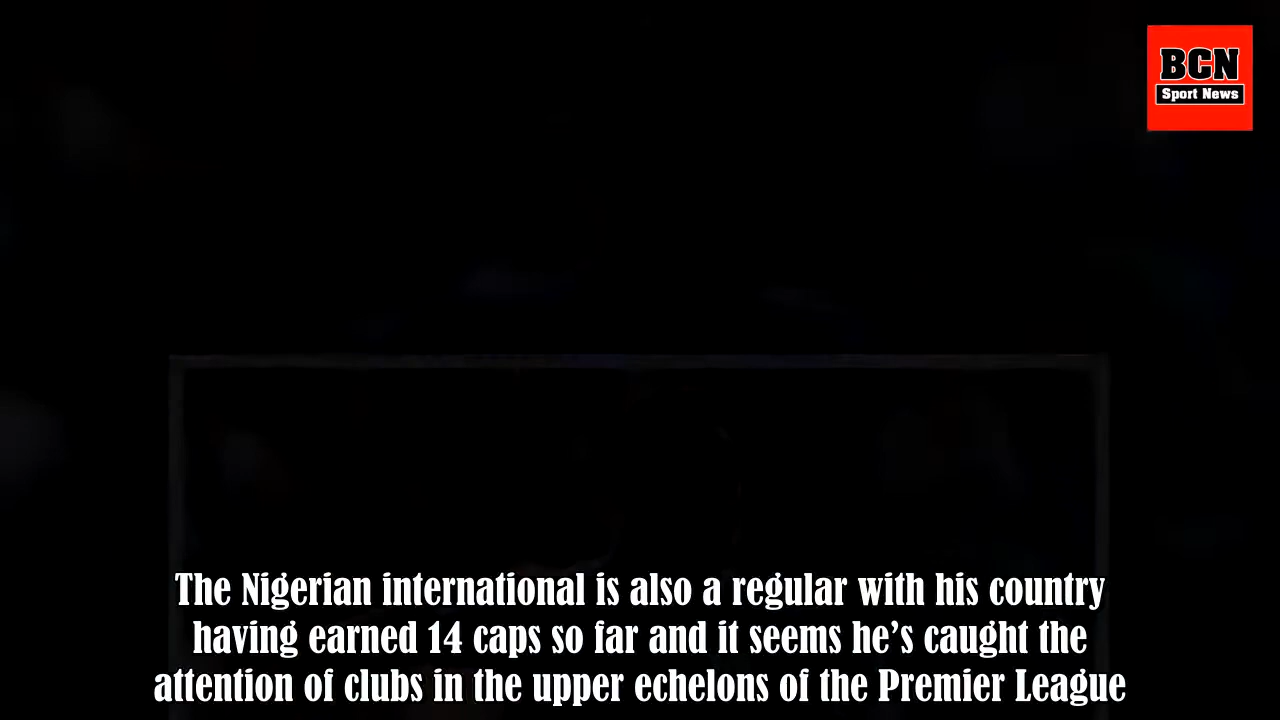 BCN
Sport News
The Nigerian international is also a regular with his country
having earned 14 caps so far and it seems he’s caught the
attention of clubs in the upper echelons of the Premier League